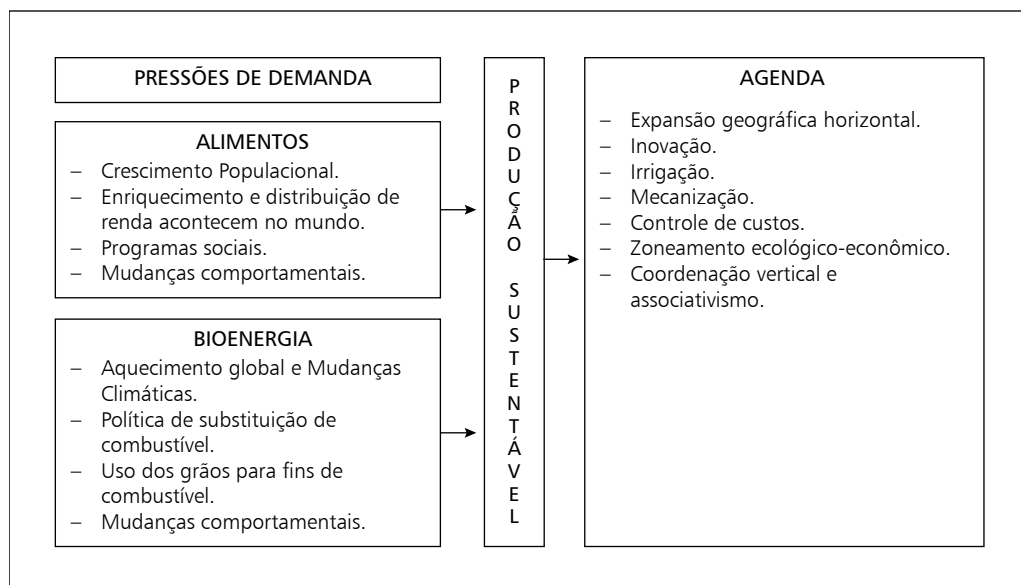 PRESSÕES DE DEMANDA
ALIMENTOS
– Crescimento Populacional.
– Enriquecimento e distribuição de
renda acontecem no mundo.
– Programas sociais.
– Mudanças comportamentais.
BIOENERGIA
– Aquecimento global e Mudanças
Climáticas.
– Política de substituição de
combustível.
– Uso dos grãos para fins de
combustível.
– Mudanças comportamentais.
PRODUÇÃO SUSTENTÁVEL
AGENDA
– Expansão geográfica horizontal.
– Inovação.
– Irrigação.
– Mecanização.
– Controle de custos.
– Zoneamento ecológico-econômico.
– Coordenação vertical e
associativismo.